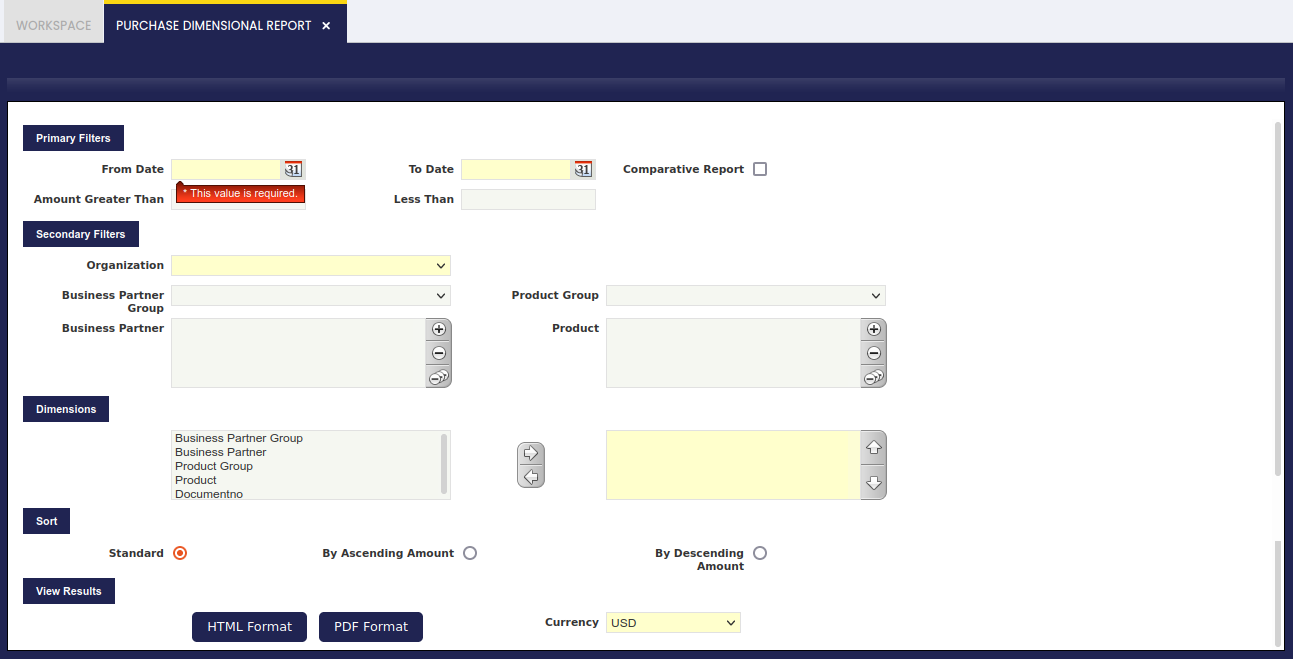 WORKSPACE PURCHASE DIMENSIONAL REPORT ×
Primary Filters
From Date 31 To Date 31 Comparative Report
* This value is required.
Amount Greater Than Less Than
Secondary Filters
Organization
Business Partner Group Product Group
Business Partner Product
Dimensions
Business Partner Group
Business Partner
Product Group
Product
Documentno
Sort
Standard By Ascending Amount By Descending Amount
View Results
HTML Format PDF Format Currency USD